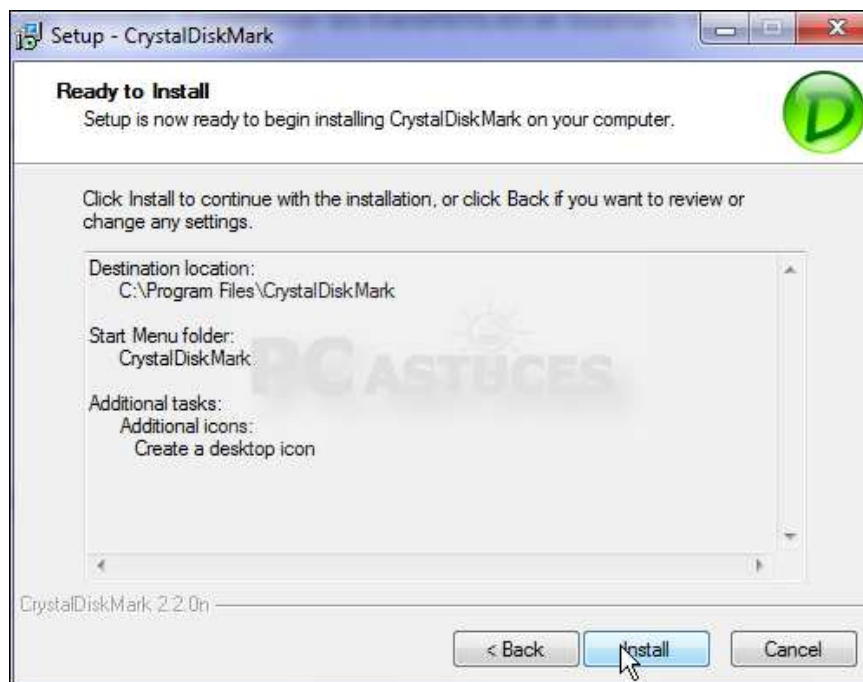 Setup - CrystalDiskMark
Ready to Install
Setup is now ready to begin installing CrystalDiskMark on your computer.
Click Install to continue with the installation, or click Back if you want to review or
change any settings.
Destination location:
C:\Program Files\CrystalDiskMark
Start Menu folder:
CrystalDiskMark
PC ASTUCES
Additional tasks:
Additional icons:
Create a desktop icon
CrystalDiskMark 2.2.0n
< Back
Install
Cancel